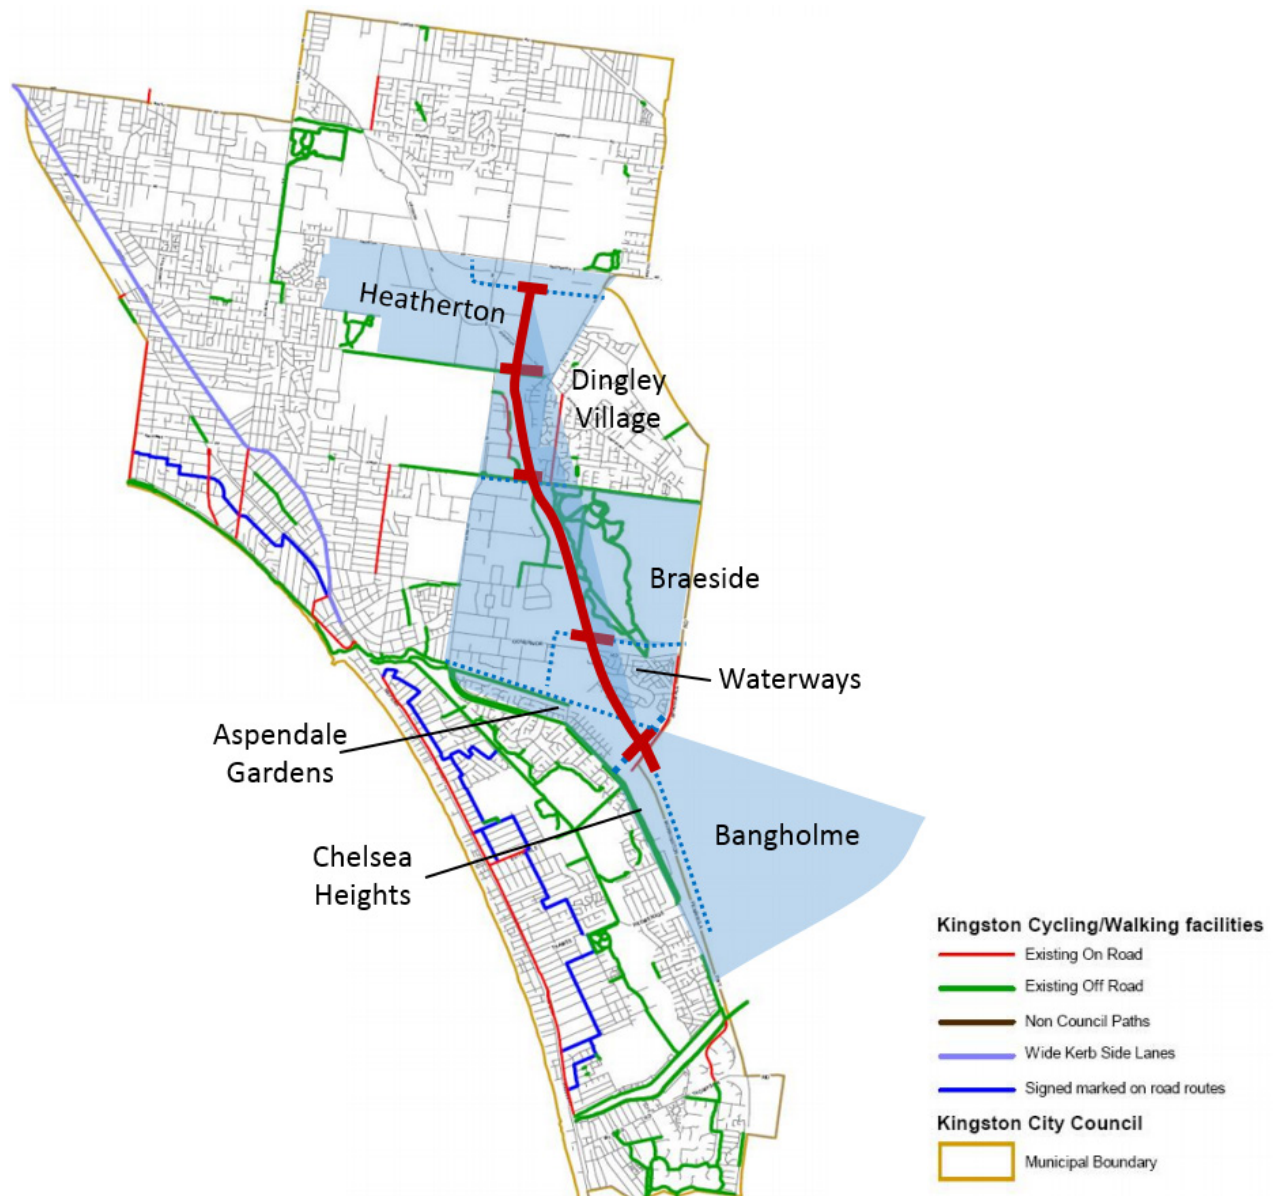 Heatherton
Dingley
Village
Braeside
Waterways
Aspendale
Gardens
Bangholme
Chelsea
Heights
Kingston Cycling/Walking facilities
Existing On Road
Existing Off Road
Non Council Paths
Wide Kerb Side Lanes
Signed marked on road routes
Kingston City Council
Municipal Boundary